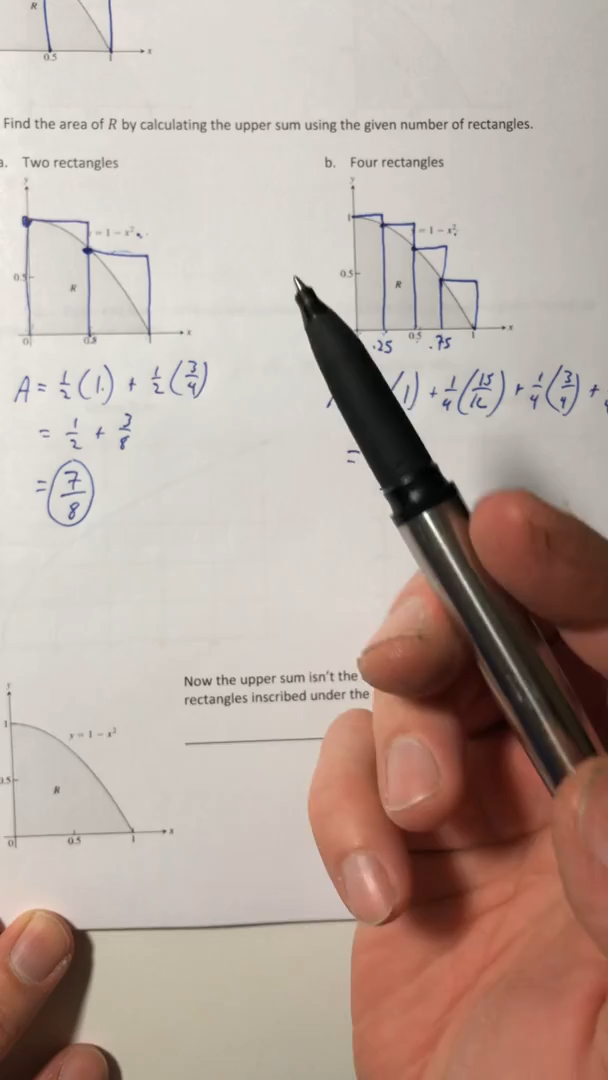 R
0.5 1 x
Find the area of R by calculating the upper sum using the given number of rectangles.
a. Two rectangles
b. Four rectangles
y
= 1 − x²
0.5
R
0 0.5 1 x
A = 1/2 (1) + 1/2 (3/4)
= 1/2 + 3/8
= 7/8
y
1
= 1 − x²
0.5
R
.25 0.5 .75 1 x
1) + 1/4 (15/16) + 1/4 (3/4) +
=
Now the upper sum isn't the
rectangles inscribed under the
y
1
y = 1 − x²
0.5
R
0 0.5 1 x